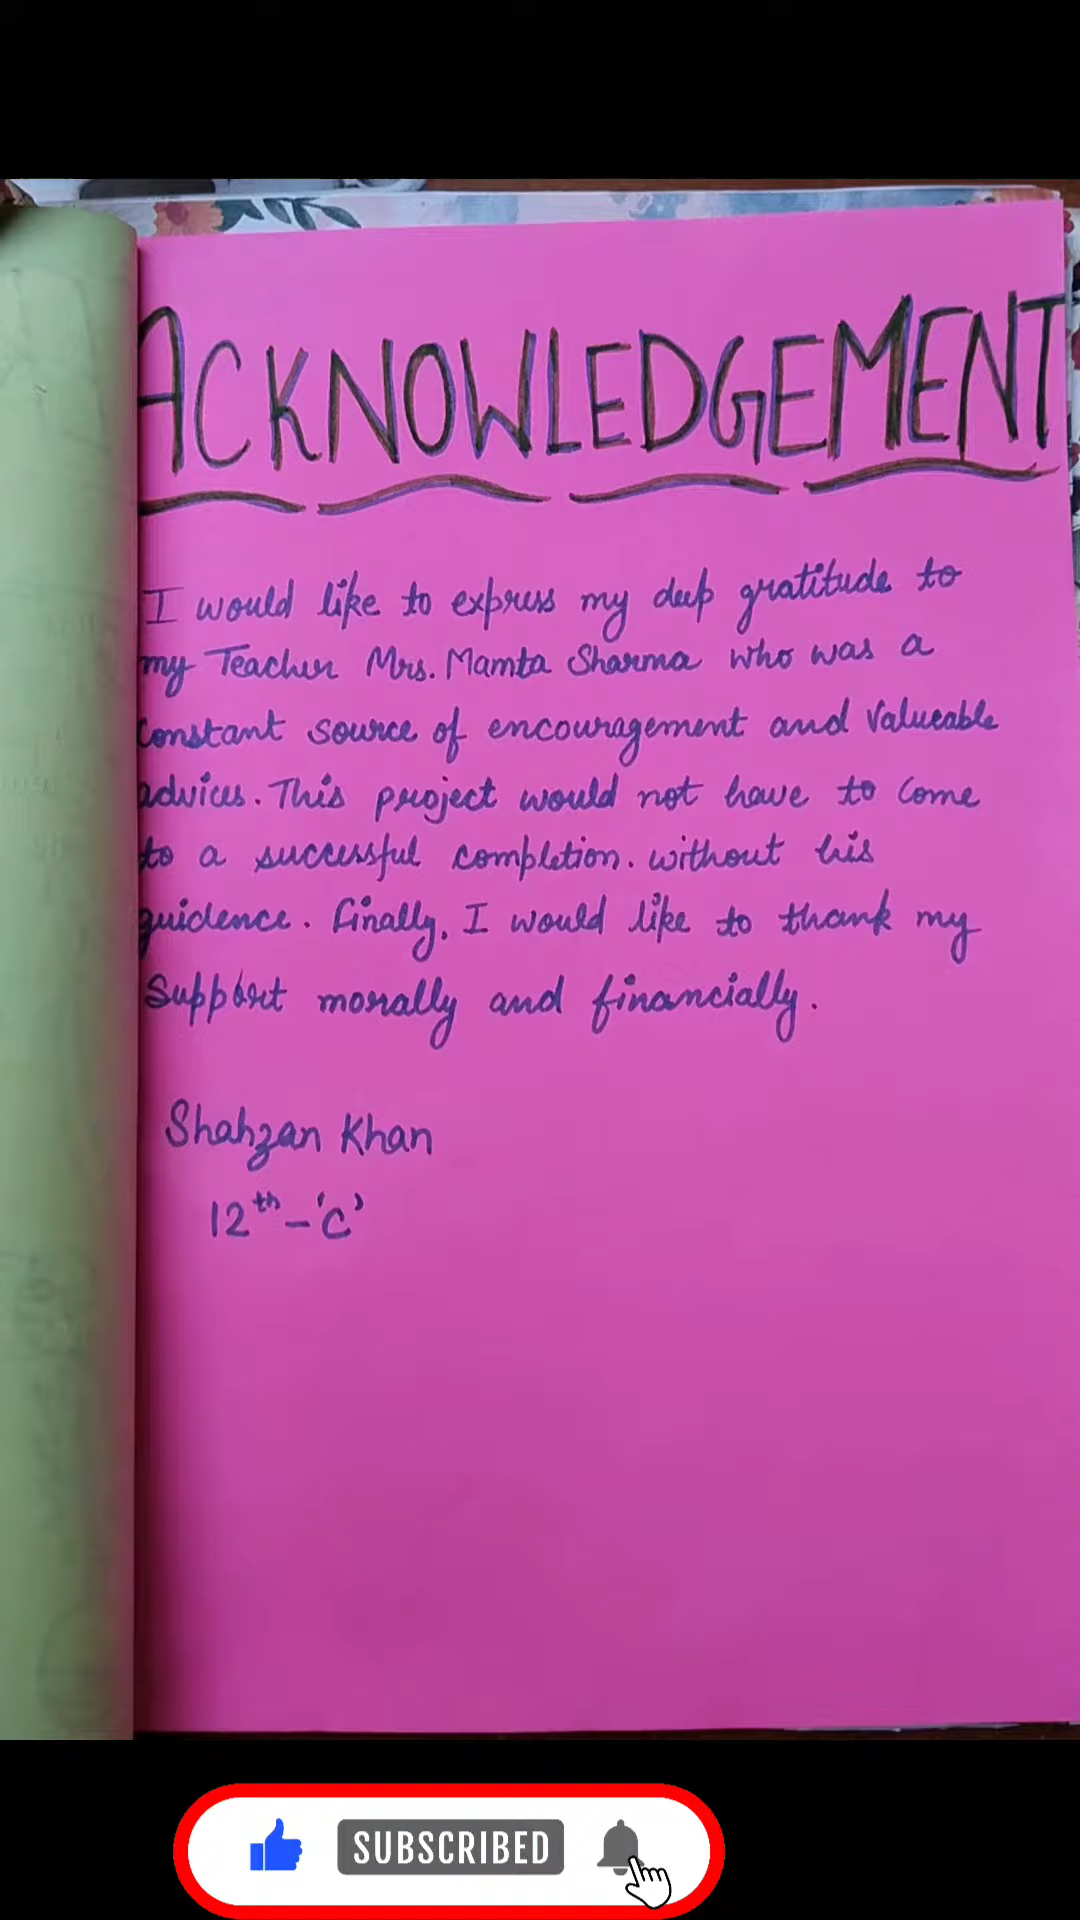 ACKNOWLEDGEMENT
I would like to express my deep gratitude to
my Teacher Mrs. Mamta Sharma who was a
constant source of encouragement and Valueable
advices. This project would not have to come
to a successful completion. without his
guidence. Finally, I would like to thank my
Support morally and financially.
Shahzan Khan
12th - 'C'
SUBSCRIBED